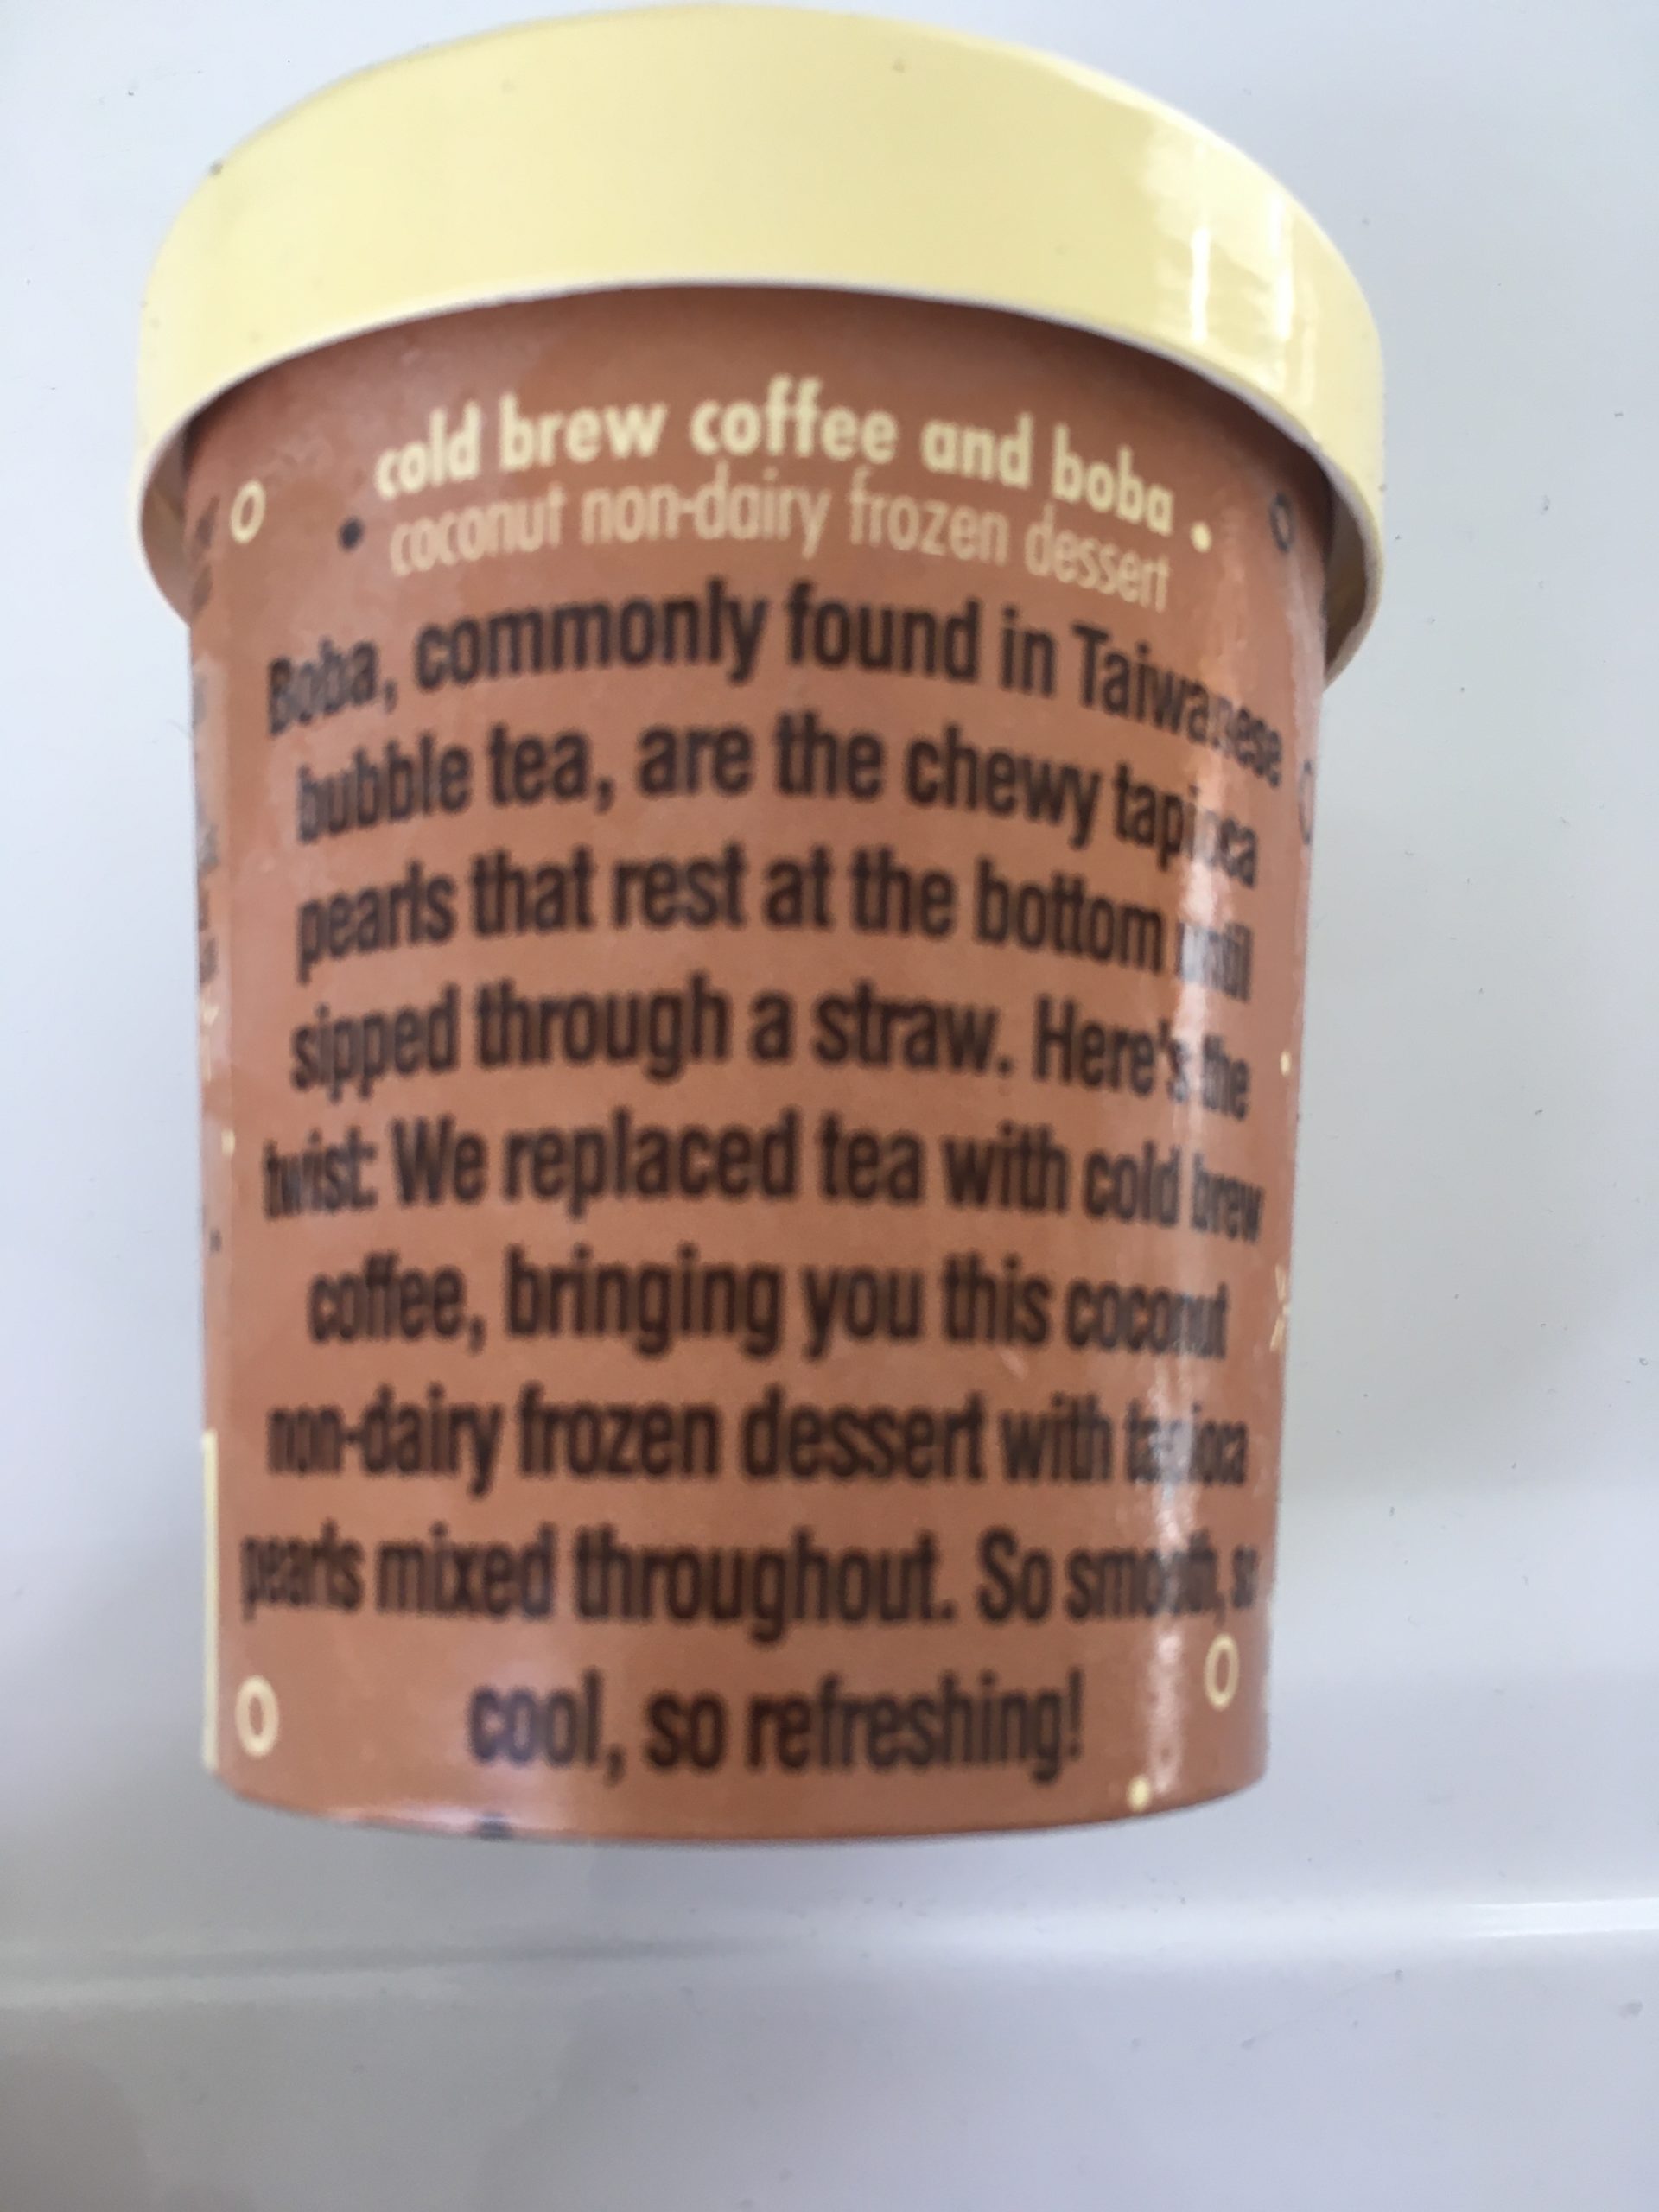 cold brew coffee and boba
coconut non-dairy frozen dessert
Boba, commonly found in Taiwanese
bubble tea, are the chewy tapioca
pearls that rest at the bottom until
sipped through a straw. Here's the
twist: We replaced tea with cold brew
coffee, bringing you this coconut
non-dairy frozen dessert with tapioca
pearls mixed throughout. So smooth, so
cool, so refreshing!